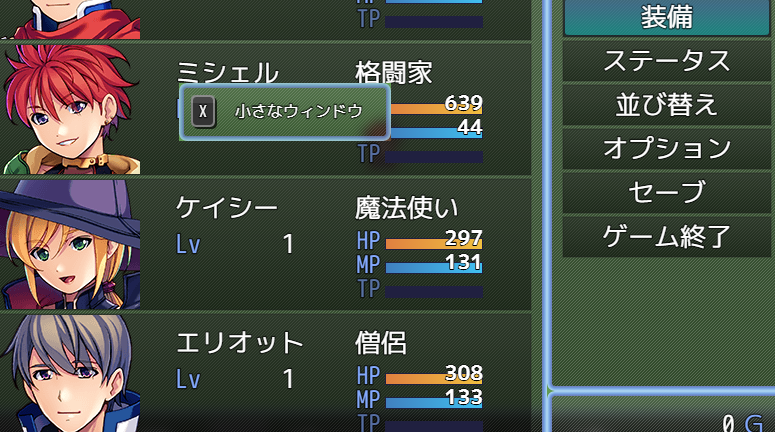 TP
ミシェル 格闘家
X 小さなウィンドウ
639
44
TP
ケイシー 魔法使い
Lv 1 HP 297
MP 131
TP
エリオット 僧侶
Lv 1 HP 308
MP 133
TP
装備
ステータス
並び替え
オプション
セーブ
ゲーム終了
0 G